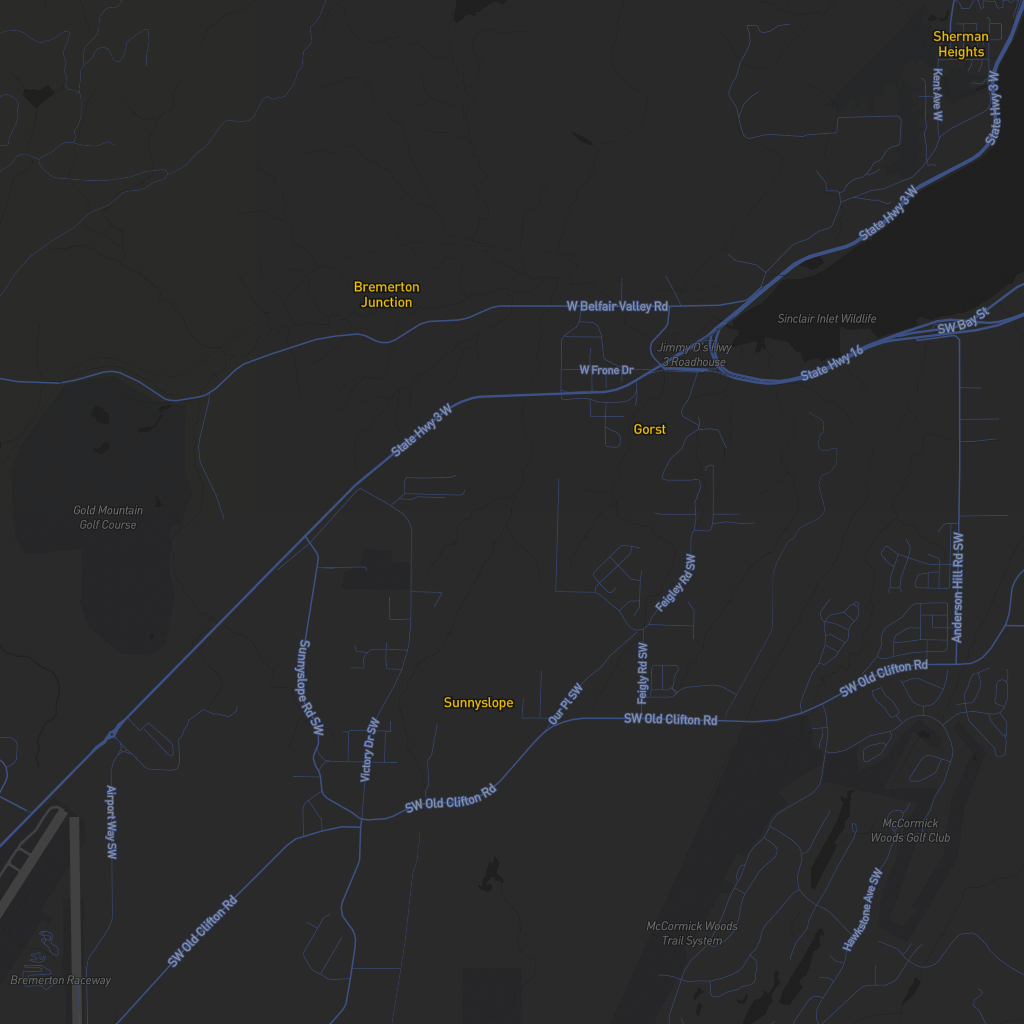 Sherman
Heights
Kent Ave W
State Hwy 3 W
State Hwy 3 W
Bremerton
Junction
W Belfair Valley Rd
Sinclair Inlet Wildlife
SW Bay St
Jimmy D's Hwy
3 Roadhouse
State Hwy 16
W Frone Dr
State Hwy 3 W
Gorst
Gold Mountain
Golf Course
Anderson Hill Rd SW
Feigley Rd SW
Sunnyslope Rd SW
Feigly Rd SW
SW Old Clifton Rd
Sunnyslope
Our Pl SW
SW Old Clifton Rd
Victory Dr SW
SW Old Clifton Rd
Airport Way SW
McCormick
Woods Golf Club
Hawkstone Ave SW
SW Old Clifton Rd
McCormick Woods
Trail System
Bremerton Raceway